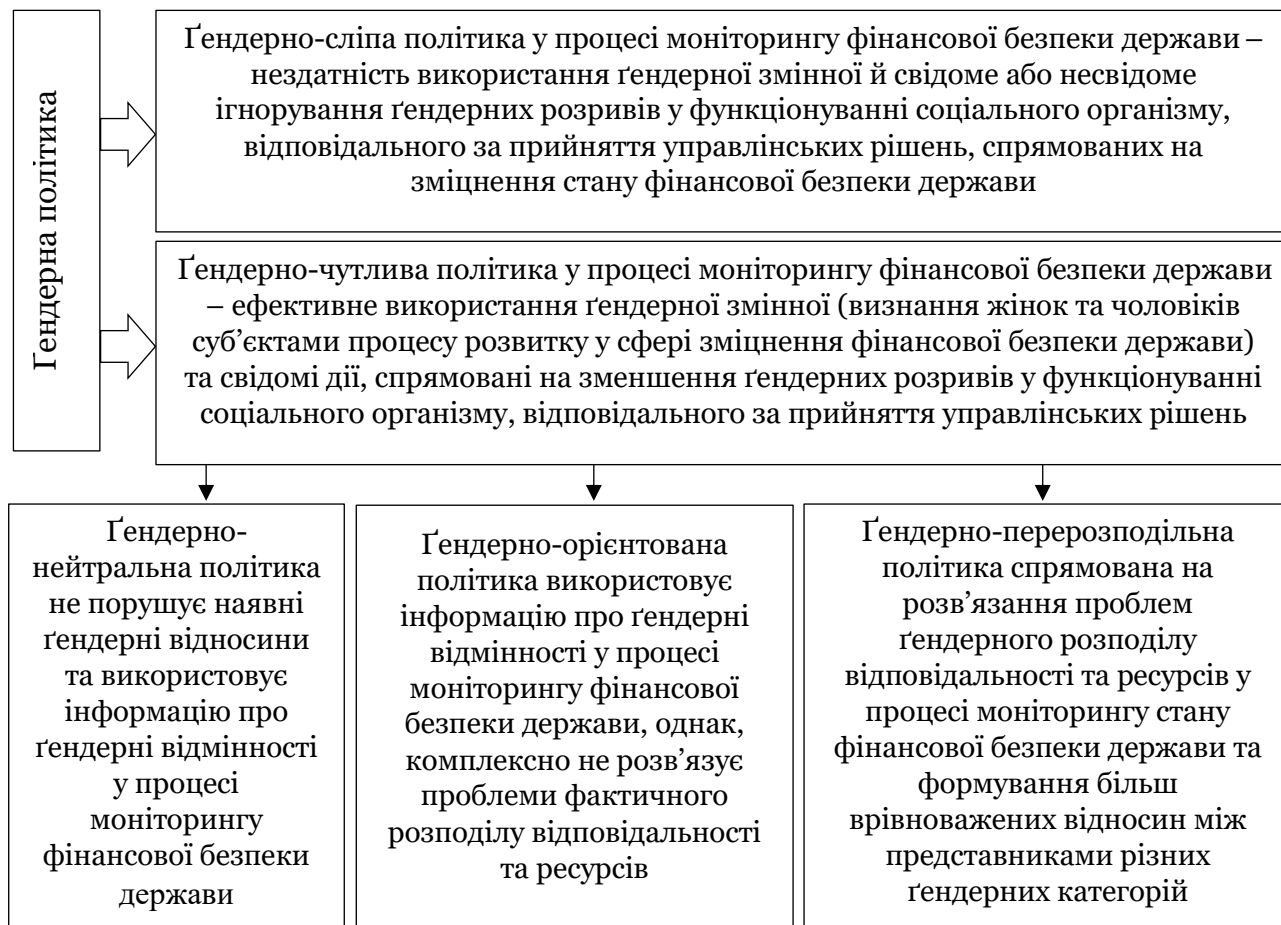 Ґендерна політика
Ґендерно-сліпа політика у процесі моніторингу фінансової безпеки держави –
нездатність використання ґендерної змінної й свідоме або несвідоме
ігнорування ґендерних розривів у функціонуванні соціального організму,
відповідального за прийняття управлінських рішень, спрямованих на
зміцнення стану фінансової безпеки держави
Ґендерно-чутлива політика у процесі моніторингу фінансової безпеки держави
– ефективне використання ґендерної змінної (визнання жінок та чоловіків
суб’єктами процесу розвитку у сфері зміцнення фінансової безпеки держави)
та свідомі дії, спрямовані на зменшення ґендерних розривів у функціонуванні
соціального організму, відповідального за прийняття управлінських рішень
Ґендерно-
нейтральна політика
не порушує наявні
ґендерні відносини
та використовує
інформацію про
ґендерні відмінності
у процесі
моніторингу
фінансової безпеки
держави
Ґендерно-орієнтована
політика використовує
інформацію про ґендерні
відмінності у процесі
моніторингу фінансової
безпеки держави, однак,
комплексно не розв’язує
проблеми фактичного
розподілу відповідальності
та ресурсів
Ґендерно-перерозподільна
політика спрямована на
розв’язання проблем
ґендерного розподілу
відповідальності та ресурсів у
процесі моніторингу стану
фінансової безпеки держави та
формування більш
врівноважених відносин між
представниками різних
ґендерних категорій